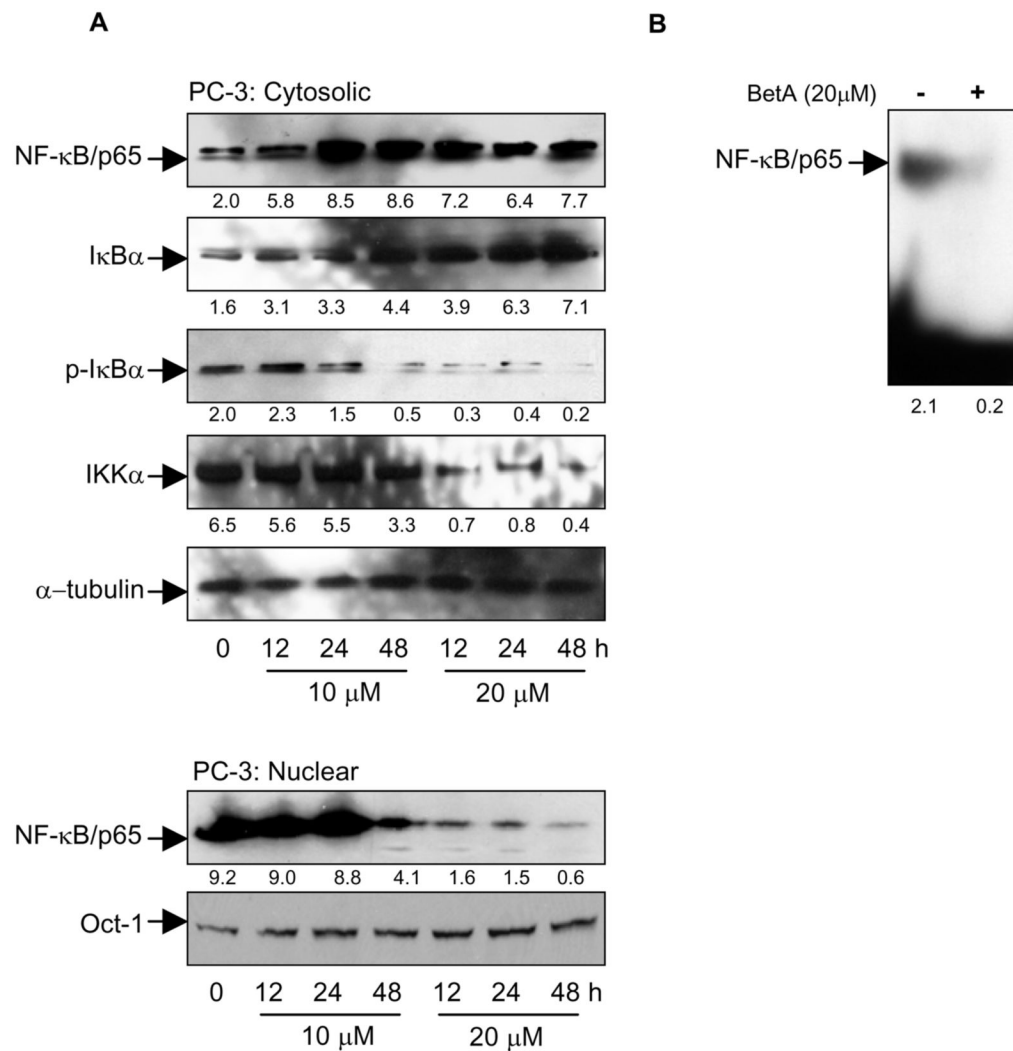 A
B
PC-3: Cytosolic
NF-κB/p65
2.0 5.8 8.5 8.6 7.2 6.4 7.7
IκBα
1.6 3.1 3.3 4.4 3.9 6.3 7.1
p-IκBα
2.0 2.3 1.5 0.5 0.3 0.4 0.2
IKKα
6.5 5.6 5.5 3.3 0.7 0.8 0.4
α–tubulin
0 12 24 48 12 24 48 h
10 μM 20 μM
PC-3: Nuclear
NF-κB/p65
9.2 9.0 8.8 4.1 1.6 1.5 0.6
Oct-1
0 12 24 48 12 24 48 h
10 μM 20 μM
BetA (20μM) - +
NF-κB/p65
2.1 0.2